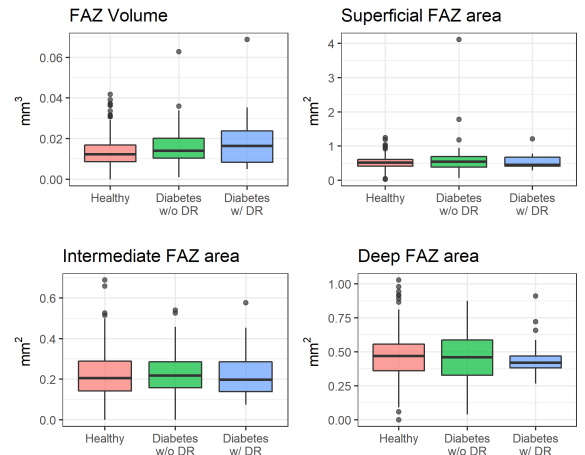 FAZ Volume
mm³
0.06
0.04
0.02
0.00
Healthy
Diabetes
w/o DR
Diabetes
w/ DR
Superficial FAZ area
mm²
4
3
2
1
0
Healthy
Diabetes
w/o DR
Diabetes
w/ DR
Intermediate FAZ area
mm²
0.6
0.4
0.2
0.0
Healthy
Diabetes
w/o DR
Diabetes
w/ DR
Deep FAZ area
mm²
1.00
0.75
0.50
0.25
0.00
Healthy
Diabetes
w/o DR
Diabetes
w/ DR